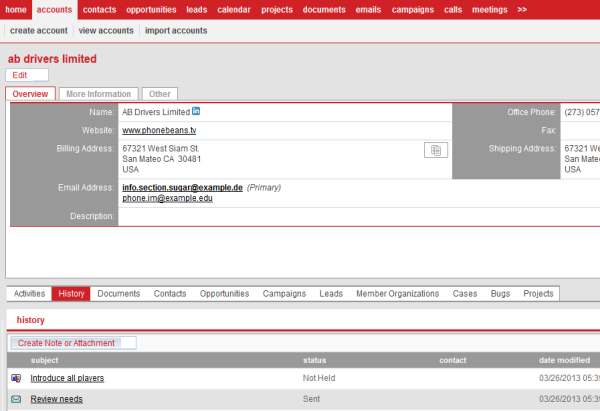 home accounts contacts opportunities leads calendar projects documents emails campaigns calls meetings >>
create account view accounts import accounts
ab drivers limited
Edit
Overview More Information Other
Name: AB Drivers Limited in Office Phone: (273) 057
Website: www.phonebeans.tv Fax:
Billing Address: 67321 West Siam St. Shipping Address: 67321 We
San Mateo CA 30481 San Mate
USA USA
Email Address: info.section.sugar@example.de (Primary)
phone.im@example.edu
Description:
Activities History Documents Contacts Opportunities Campaigns Leads Member Organizations Cases Bugs Projects
history
Create Note or Attachment
subject status contact date modified
Introduce all players Not Held 03/26/2013 05:39
Review needs Sent 03/26/2013 05:39